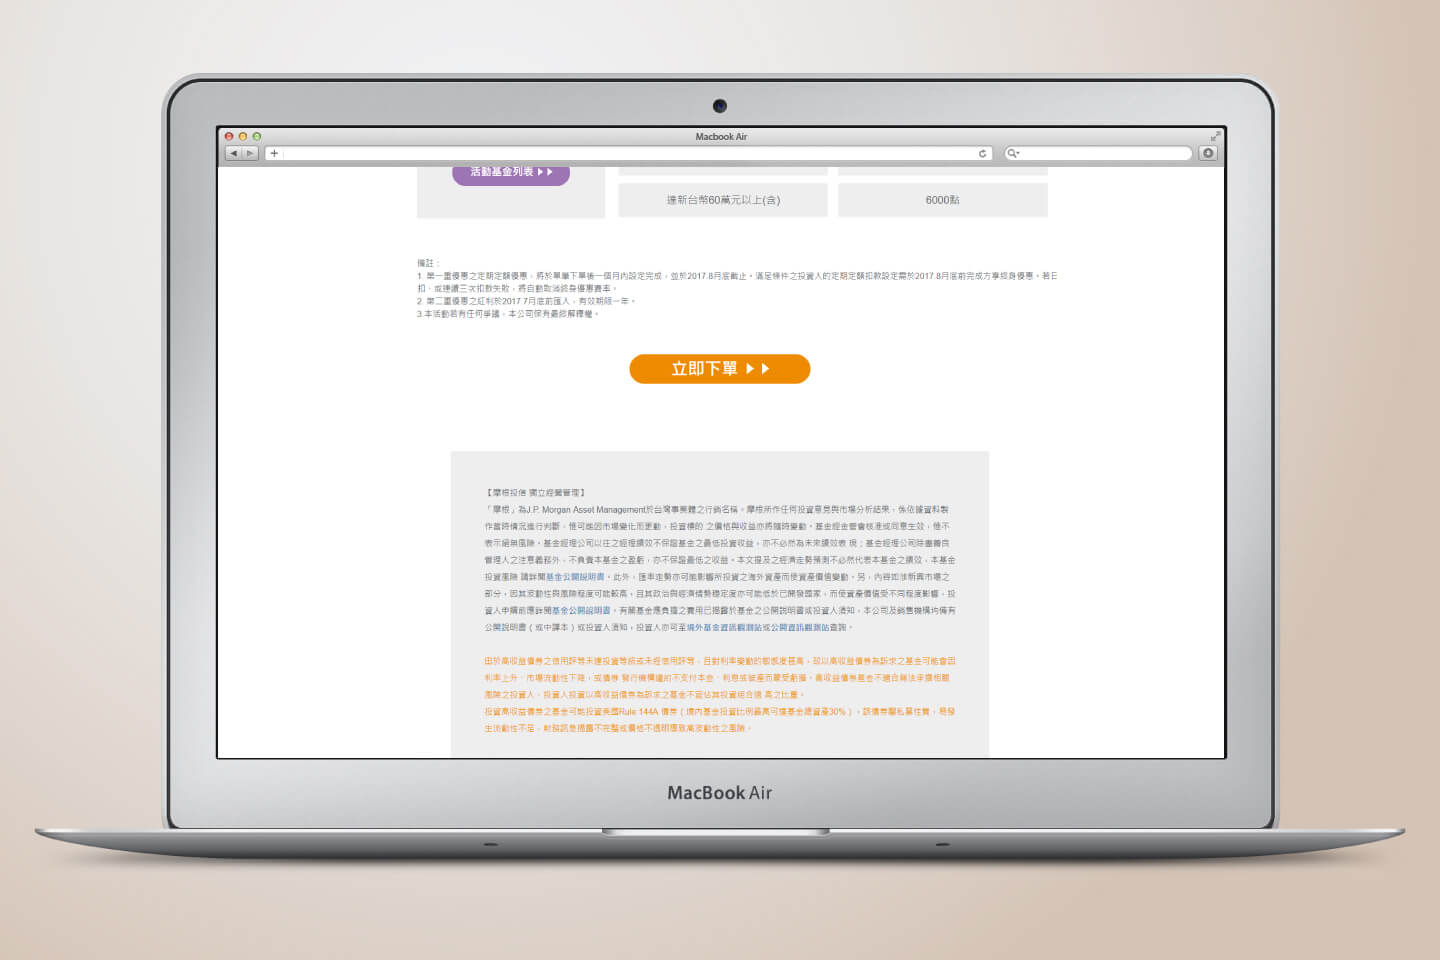 Macbook Air
活動基金列表
達新台幣60萬元以上(含) 6000點
備註：
1. 第一重優惠之定期定額優惠，將於單筆下單後一個月內設定完成，並於2017.8月底截止。滿足條件之投資人的定期定額扣款設定需於2017.8月底前完成方享終身優惠。若日
扣、或連續三次扣款失敗，將自動取消終身優惠費率。
2. 第二重優惠之紅利於2017 7月底前匯入，有效期限一年。
3.本活動若有任何爭議，本公司保有最終解釋權。
立即下單
【摩根投信 獨立經營管理】
「摩根」為J.P. Morgan Asset Management於台灣事業體之行銷名稱。摩根所作任何投資意見與市場分析結果，係依據資料製
作當時情況進行判斷，惟可能因市場變化而更動，投資標的 之價格與收益亦將隨時變動。基金經金管會核准或同意生效，惟不
表示絕無風險。基金經理公司以往之經理績效不保證基金之最低投資收益，亦不必然為未來績效表 現；基金經理公司除盡善良
管理人之注意義務外，不負責本基金之盈虧，亦不保證最低之收益。本文提及之經濟走勢預測不必然代表本基金之績效，本基金
投資風險 請詳閱基金公開說明書。此外，匯率走勢亦可能影響所投資之海外資產而使資產價值變動。另，內容如涉新興市場之
部分，因其波動性與風險程度可能較高，且其政治與經濟情勢穩定度亦可能低於已開發國家，而使資產價值受不同程度影響，投
資人申購前應詳閱基金公開說明書。有關基金應負擔之費用已揭露於基金之公開說明書或投資人須知，本公司及銷售機構均備有
公開說明書（或中譯本）或投資人須知，投資人亦可至境外基金資訊觀測站或公開資訊觀測站查詢。
由於高收益債券之信用評等未達投資等級或未經信用評等，且對利率變動的敏感度甚高，故以高收益債券為訴求之基金可能會因
利率上升、市場流動性下降，或債券 發行機構違約不支付本金、利息或破產而蒙受虧損，高收益債券基金不適合無法承擔相關
風險之投資人，投資人投資以高收益債券為訴求之基金不宜佔其投資組合過 高之比重。
投資高收益債券之基金可能投資美國Rule 144A 債券（境內基金投資比例最高可達基金總資產30%），該債券屬私募性質，易發
生流動性不足，財務訊息揭露不完整或價格不透明導致高波動性之風險。
MacBook Air